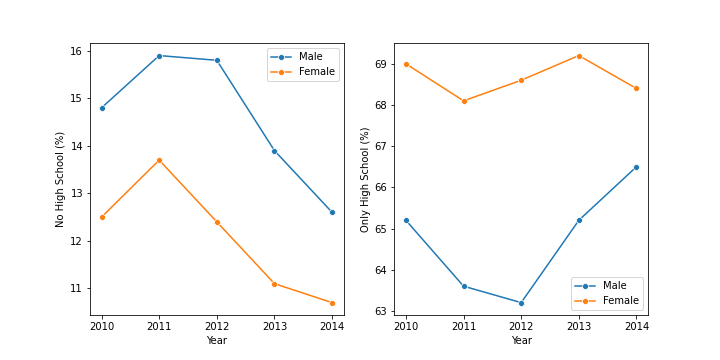 No High School (%)
16
15
14
13
12
11
2010 2011 2012 2013 2014
Year
Male
Female
Only High School (%)
69
68
67
66
65
64
63
2010 2011 2012 2013 2014
Year
Male
Female